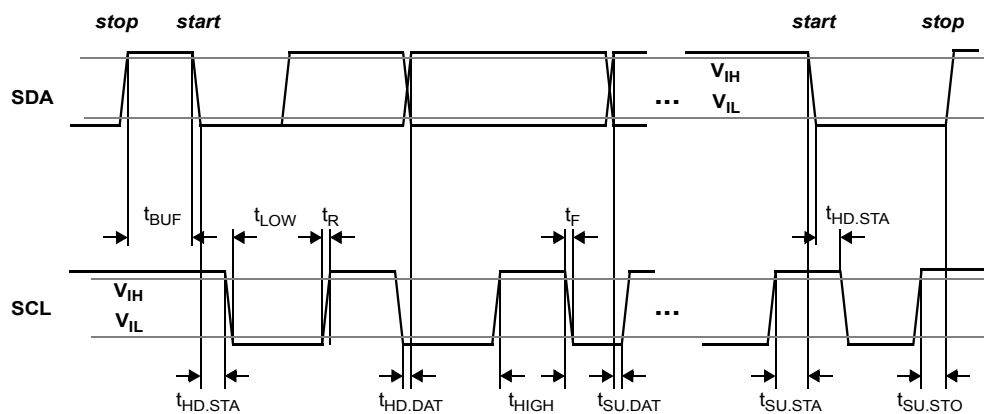 stop start start stop
SDA
V_IH
V_IL
...
t_BUF t_LOW t_R t_F t_HD.STA
SCL
V_IH
V_IL
...
t_HD.STA t_HD.DAT t_HIGH t_SU.DAT t_SU.STA t_SU.STO